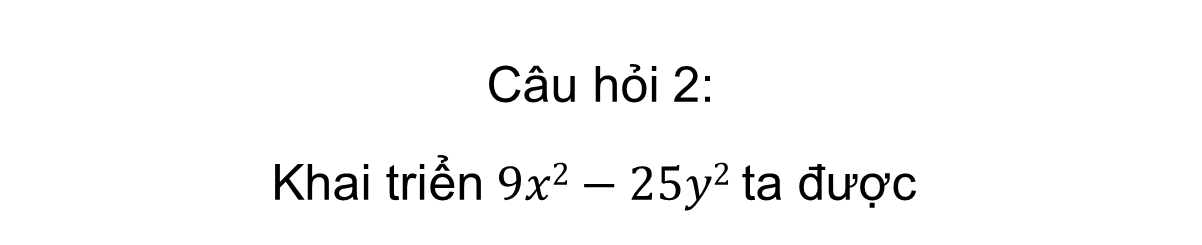 Câu hỏi 2:
Khai triển 9x² − 25y² ta được